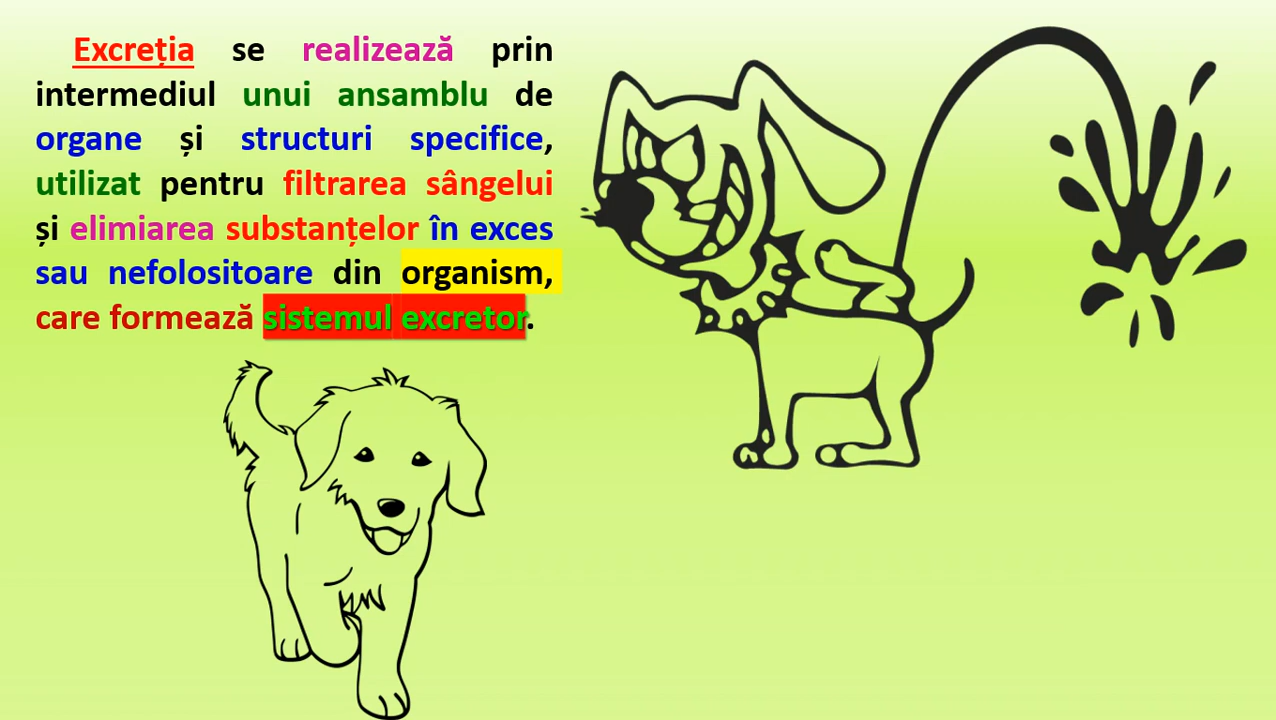 Excreția se realizează prin
intermediul unui ansamblu de
organe și structuri specifice,
utilizat pentru filtrarea sângelui
și elimiarea substanțelor în exces
sau nefolositoare din organism,
care formează sistemul excretor.